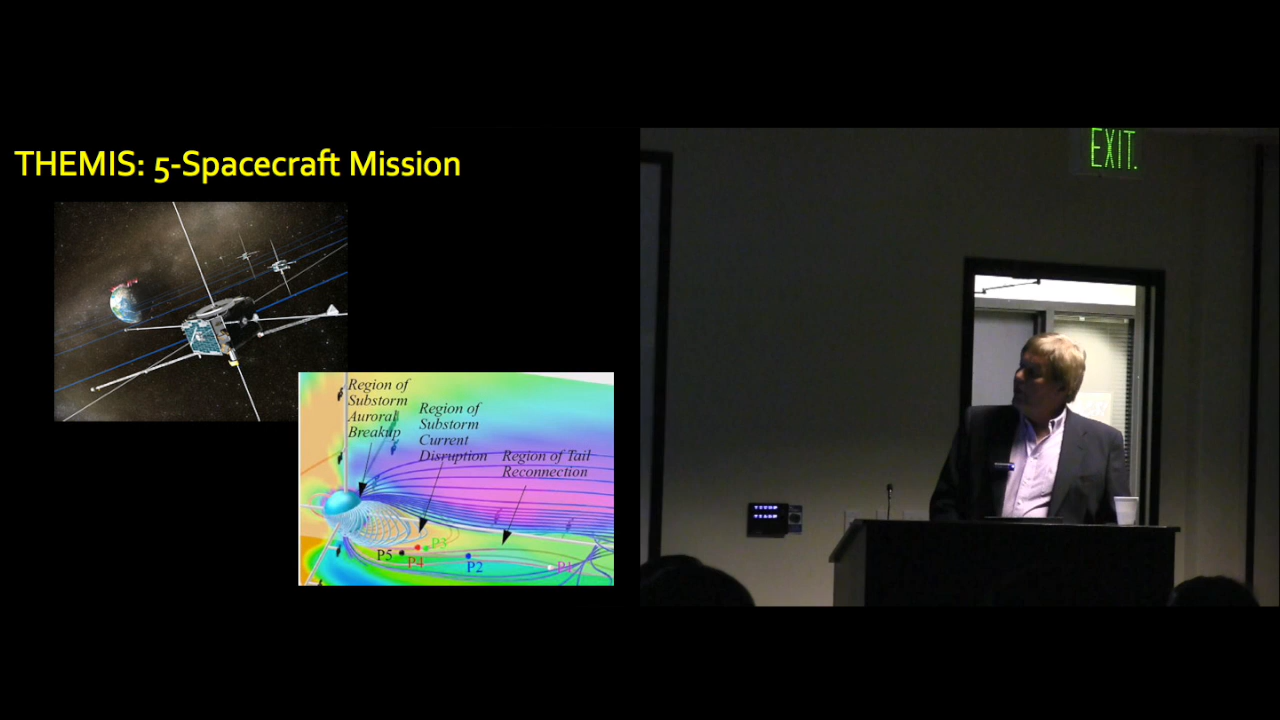 THEMIS: 5-Spacecraft Mission
EXIT.
Region of
Substorm
Auroral
Breakup
Region of
Substorm
Current
Disruption
Region of Tail
Reconnection
P5
P4
P3
P2
P1